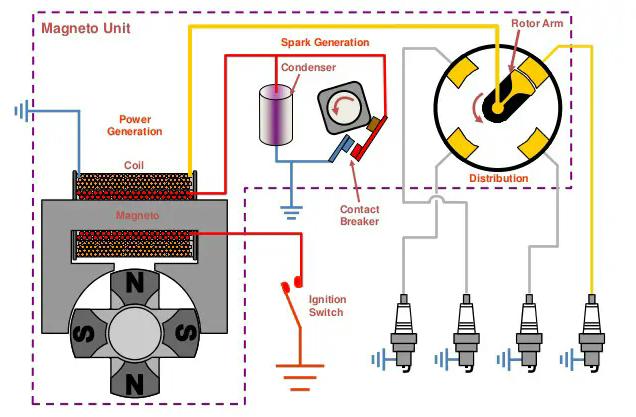 Magneto Unit
Rotor Arm
Spark Generation
Condenser
Power
Generation
Coil
Distribution
Contact
Breaker
Magneto
Ignition
Switch
N
S
S
N